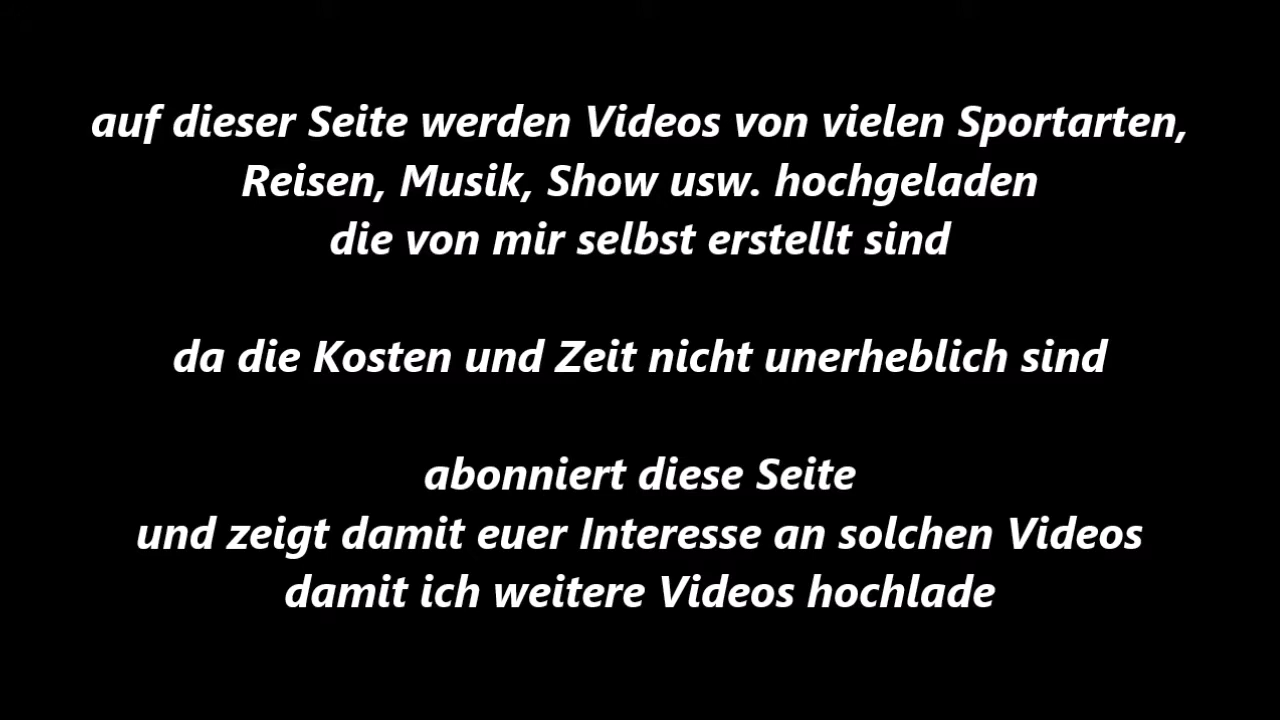 auf dieser Seite werden Videos von vielen Sportarten,
Reisen, Musik, Show usw. hochgeladen
die von mir selbst erstellt sind
da die Kosten und Zeit nicht unerheblich sind
abonniert diese Seite
und zeigt damit euer Interesse an solchen Videos
damit ich weitere Videos hochlade